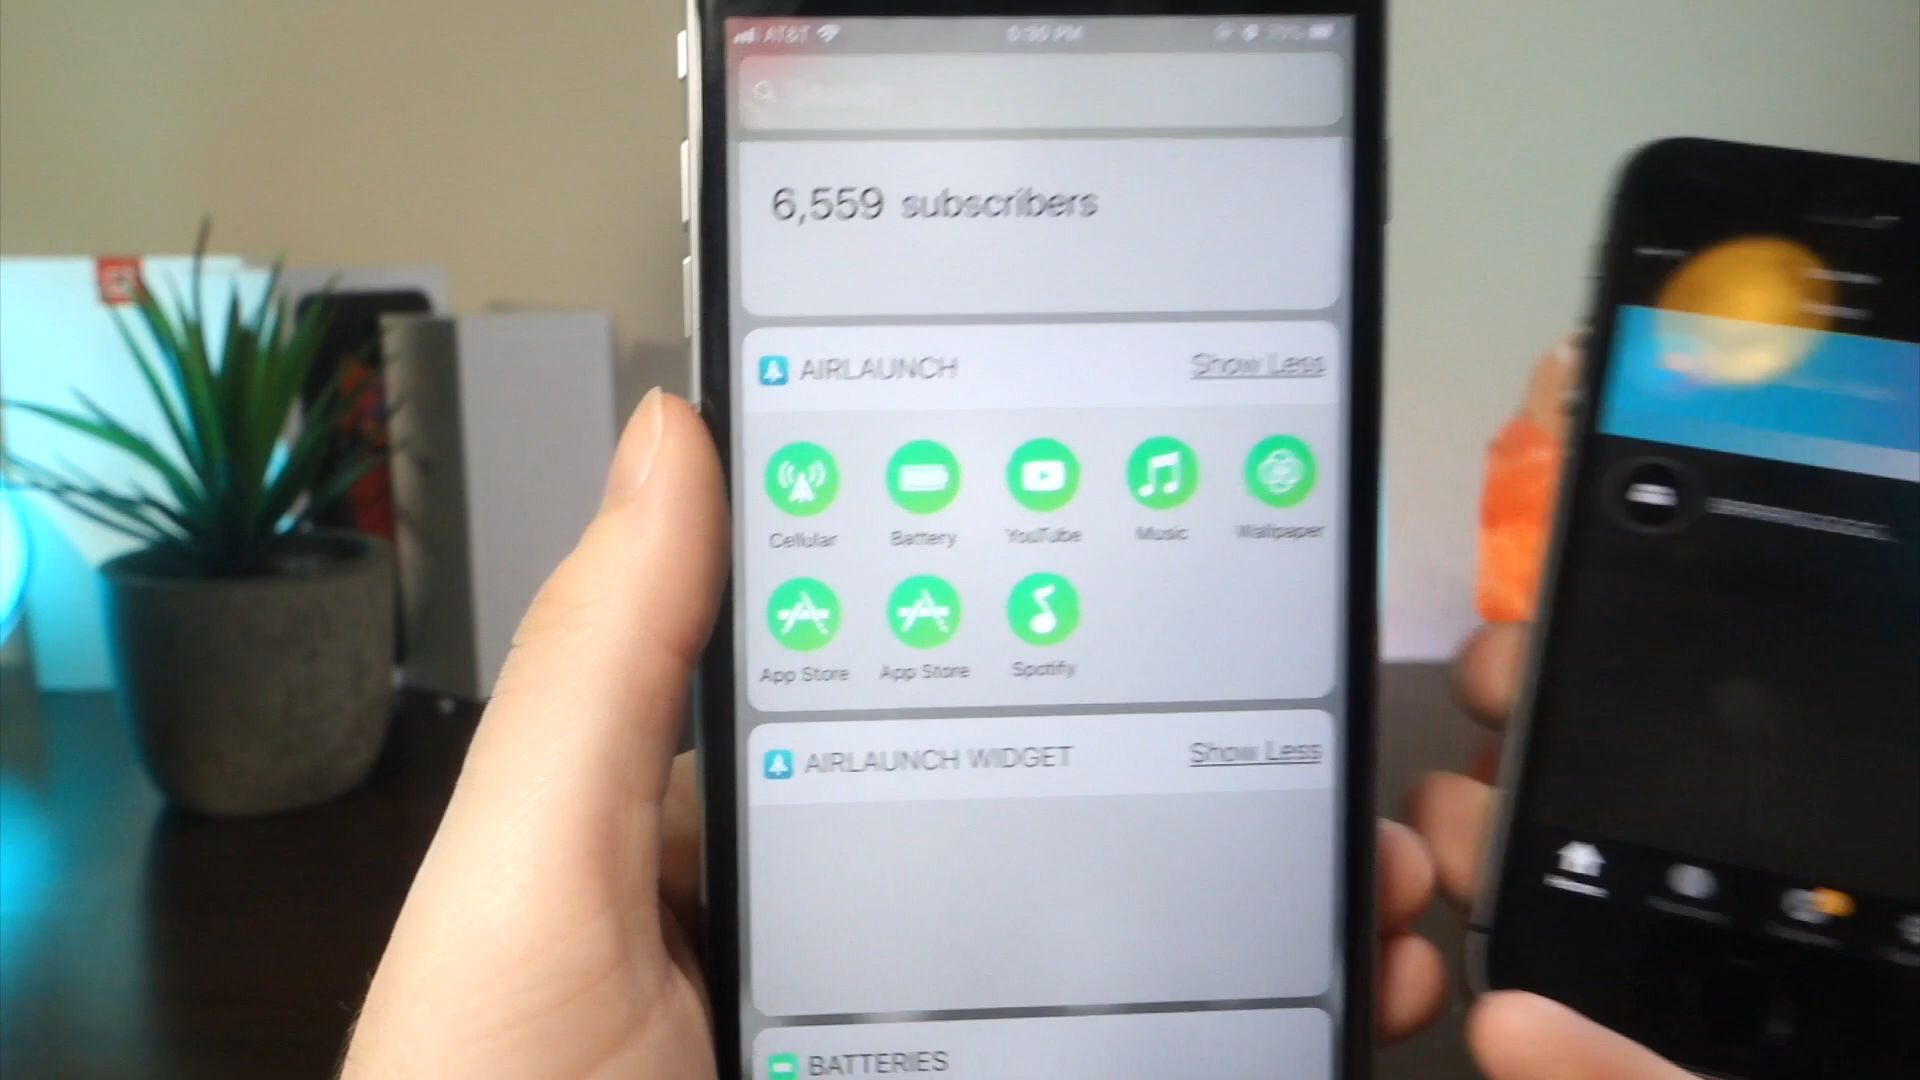 AT&T
6,559 subscribers
AIRLAUNCH Show Less
Cellular Battery YouTube Music Wallpaper
App Store App Store Spotify
AIRLAUNCH WIDGET Show Less
BATTERIES